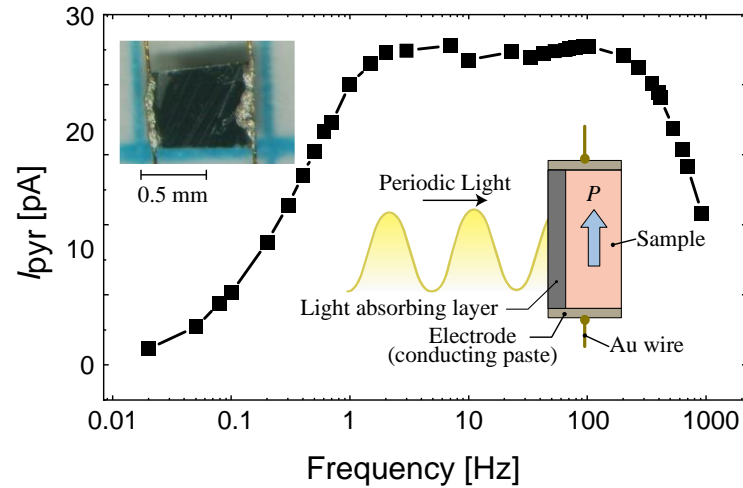 30
20
10
0
I pyr [pA]
0.5 mm
Periodic Light
P
Sample
Light absorbing layer
Electrode
(conducting paste)
Au wire
0.01
0.1
1
10
100
1000
Frequency [Hz]